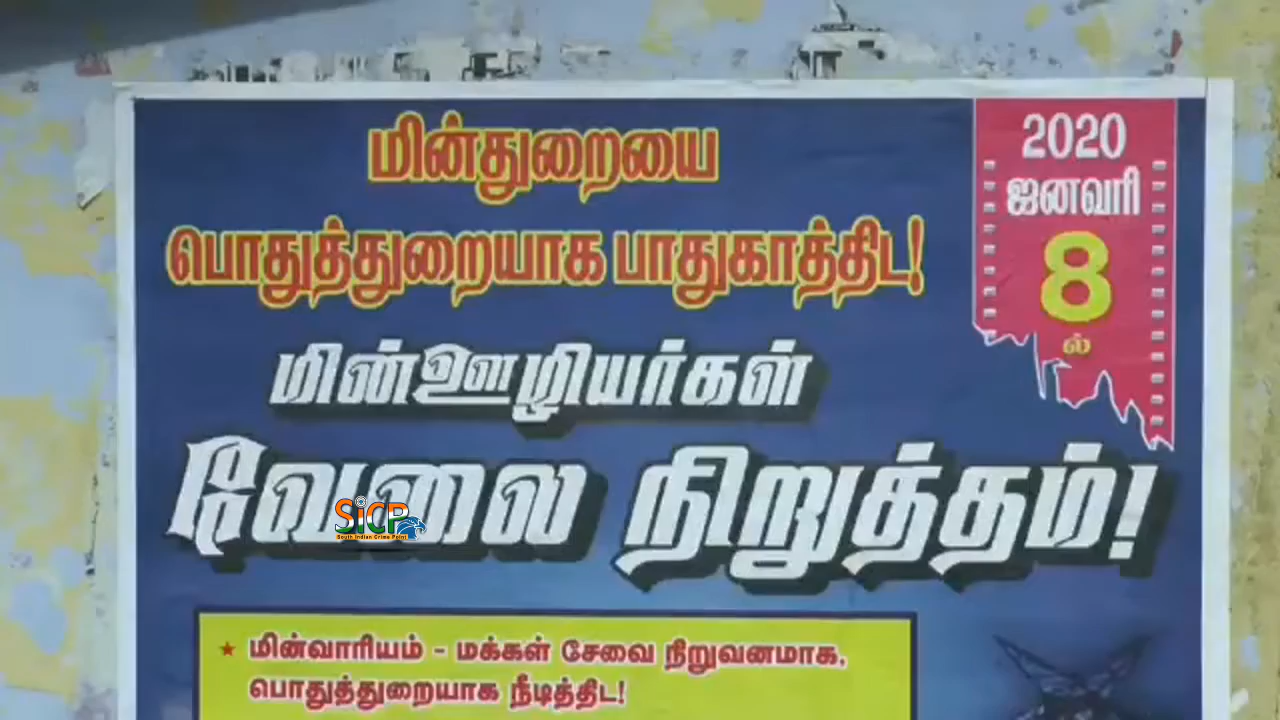 மின்துறையை
பொதுத்துறையாக பாதுகாத்திட!
2020
ஜனவரி
8
ல்
மின்ஊழியர்கள்
வேலை நிறுத்தம்!
SICP
South Indian Crime Point
★ மின்வாரியம் - மக்கள் சேவை நிறுவனமாக,
பொதுத்துறையாக நீடித்திட!